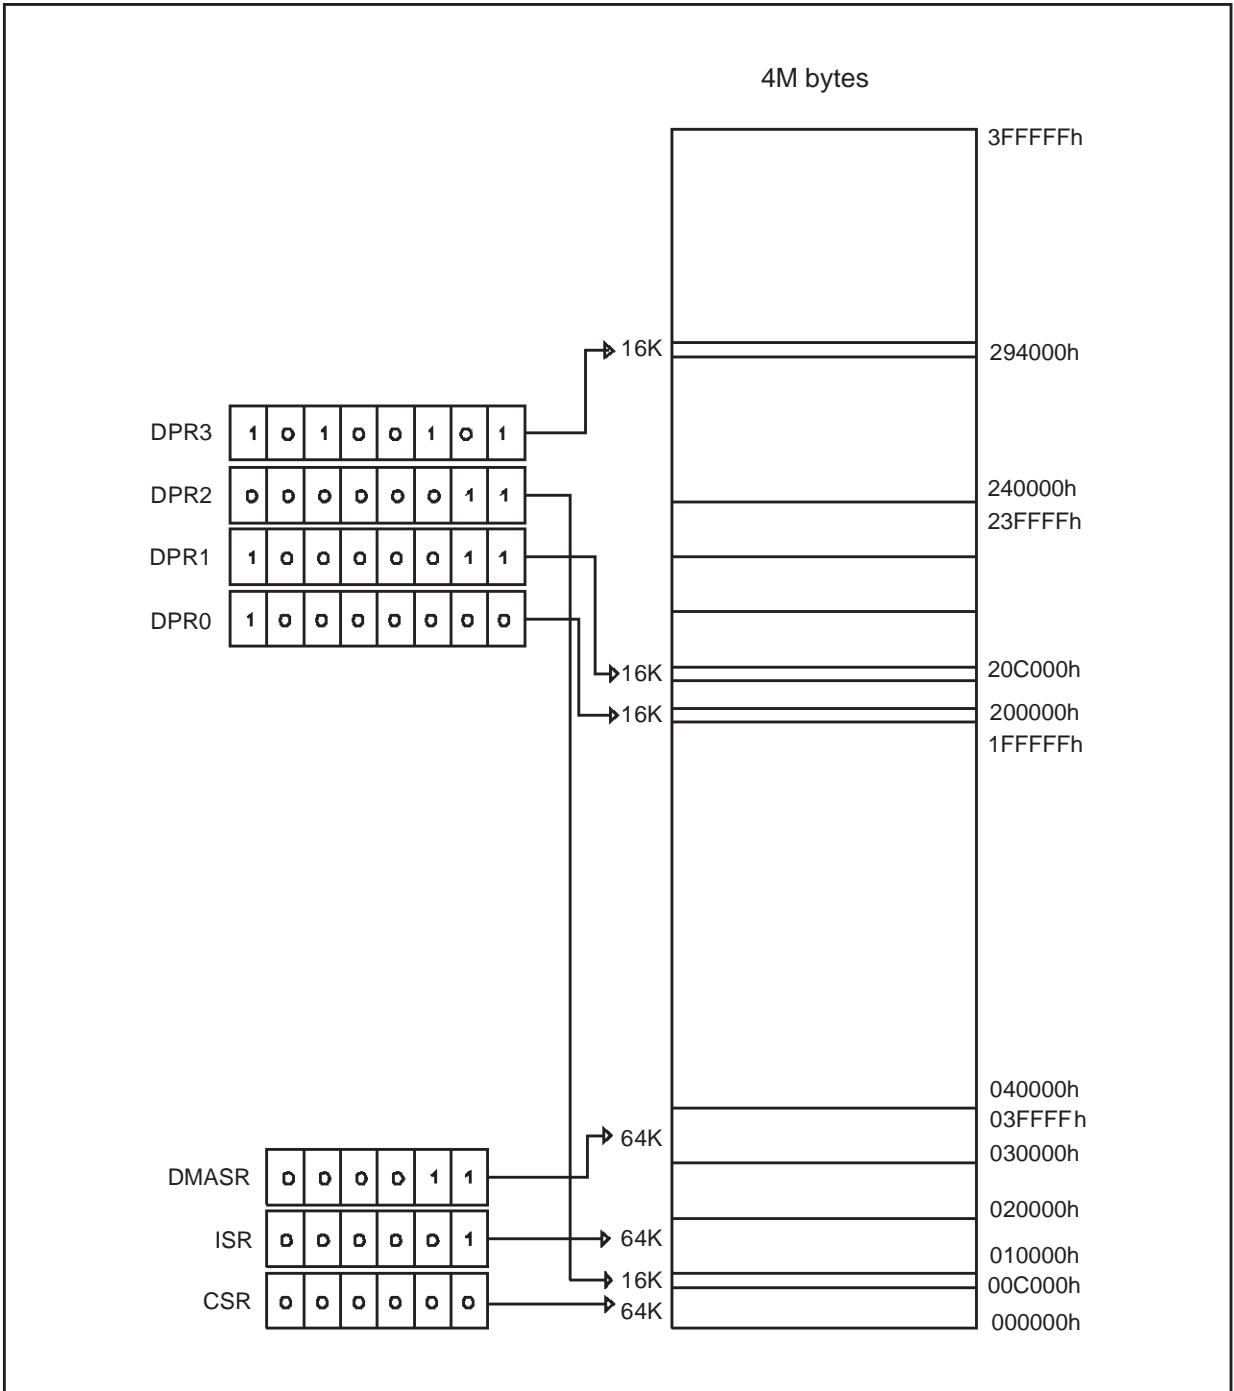 4M bytes
3FFFFFh
16K
294000h
DPR3 1 0 1 0 0 1 0 1
DPR2 0 0 0 0 0 0 1 1
240000h
23FFFFh
DPR1 1 0 0 0 0 0 1 1
DPR0 1 0 0 0 0 0 0 0
16K
20C000h
16K
200000h
1FFFFFh
040000h
03FFFFh
64K
030000h
DMASR 0 0 0 0 1 1
020000h
ISR 0 0 0 0 0 1
64K
010000h
16K
00C000h
CSR 0 0 0 0 0 0
64K
000000h